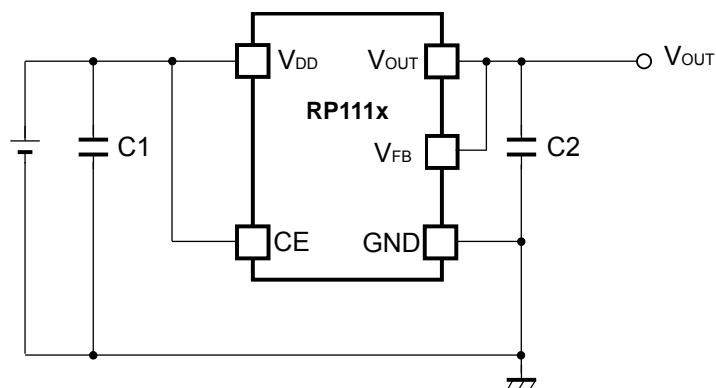 VDD
VOUT
VOUT
RP111x
C1
VFB
C2
CE
GND